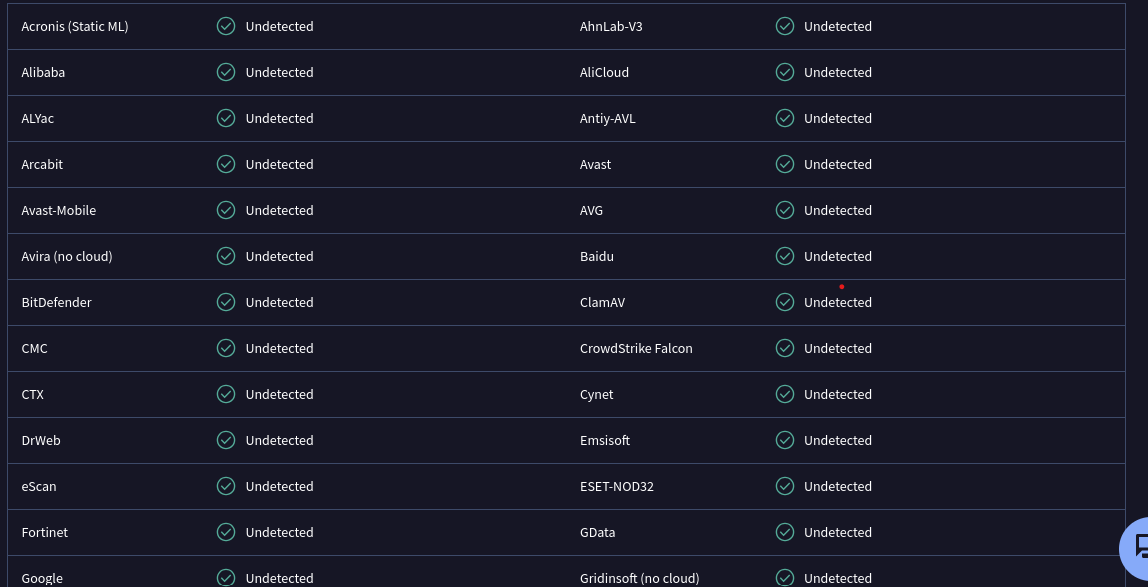 Acronis (Static ML) Undetected AhnLab-V3 Undetected
Alibaba Undetected AliCloud Undetected
ALYac Undetected Antiy-AVL Undetected
Arcabit Undetected Avast Undetected
Avast-Mobile Undetected AVG Undetected
Avira (no cloud) Undetected Baidu Undetected
BitDefender Undetected ClamAV Undetected
CMC Undetected CrowdStrike Falcon Undetected
CTX Undetected Cynet Undetected
DrWeb Undetected Emsisoft Undetected
eScan Undetected ESET-NOD32 Undetected
Fortinet Undetected GData Undetected
Google Undetected Gridinsoft (no cloud) Undetected